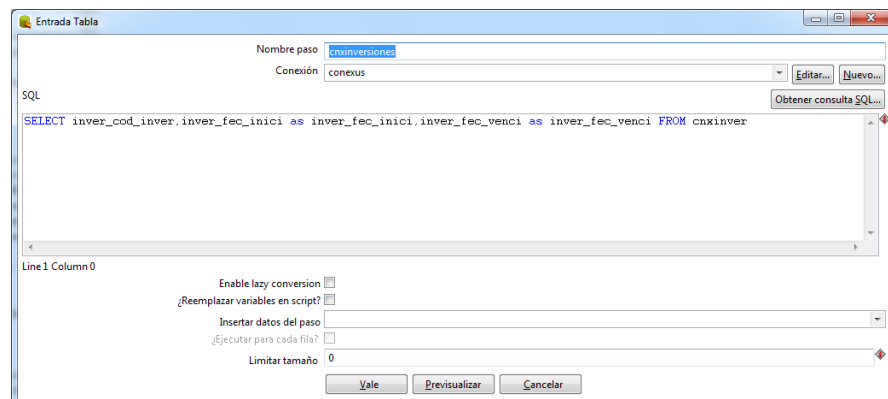 Entrada Tabla
Nombre paso cnxinversiones
Conexión conexus Editar... Nuevo...
SQL Obtener consulta SQL...
SELECT inver_cod_inver,inver_fec_inici as inver_fec_inici,inver_fec_venci as inver_fec_venci FROM cnxinver
Line 1 Column 0
Enable lazy conversion
¿Reemplazar variables en script?
Insertar datos del paso
¿Ejecutar para cada fila?
Limitar tamaño 0
Vale Previsualizar Cancelar